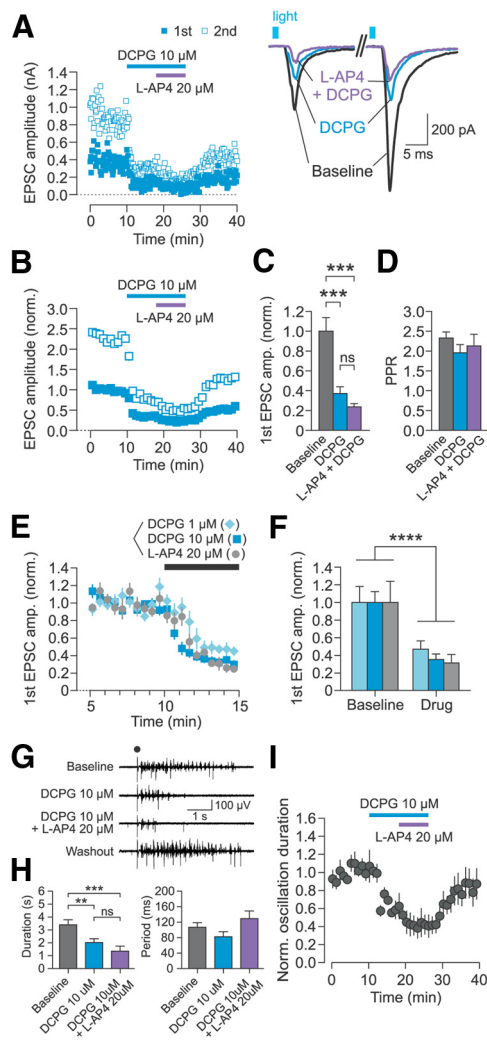 A
1st 2nd
DCPG 10 µM
L-AP4 20 µM
EPSC amplitude (nA)
1.4
1.2
1.0
0.8
0.6
0.4
0.2
0.0
0 10 20 30 40
Time (min)
light
L-AP4
+ DCPG
DCPG
Baseline
200 pA
5 ms
B
DCPG 10 µM
L-AP4 20 µM
EPSC amplitude (norm.)
3.0
2.5
2.0
1.5
1.0
0.5
0.0
0 10 20 30 40
Time (min)
C
***
***
ns
1st EPSC amp. (norm.)
1.2
1.0
0.8
0.6
0.4
0.2
0
Baseline
DCPG
L-AP4 + DCPG
D
PPR
3.0
2.5
2.0
1.5
1.0
0.5
0.0
Baseline
DCPG
L-AP4 + DCPG
E
DCPG 1 µM ( )
DCPG 10 µM ( )
L-AP4 20 µM ( )
1st EPSC amp. (norm.)
1.4
1.2
1.0
0.8
0.6
0.4
0.2
0
5 10 15
Time (min)
F
****
1st EPSC amp. (norm.)
1.4
1.2
1.0
0.8
0.6
0.4
0.2
0
Baseline Drug
G
Baseline
DCPG 10 µM
DCPG 10 µM
+ L-AP4 20 µM
Washout
100 µV
1 s
H
***
**
ns
Duration (s)
6
5
4
3
2
1
0
Baseline
DCPG 10 uM
DCPG 10uM
+ L-AP4 20uM
Period (ms)
200
160
120
80
40
0
Baseline
DCPG 10 uM
DCPG 10uM
+ L-AP4 20uM
I
DCPG 10 µM
L-AP4 20 µM
Norm. oscillation duration
1.6
1.4
1.2
1.0
0.8
0.6
0.4
0.2
0
0 10 20 30 40
Time (min)